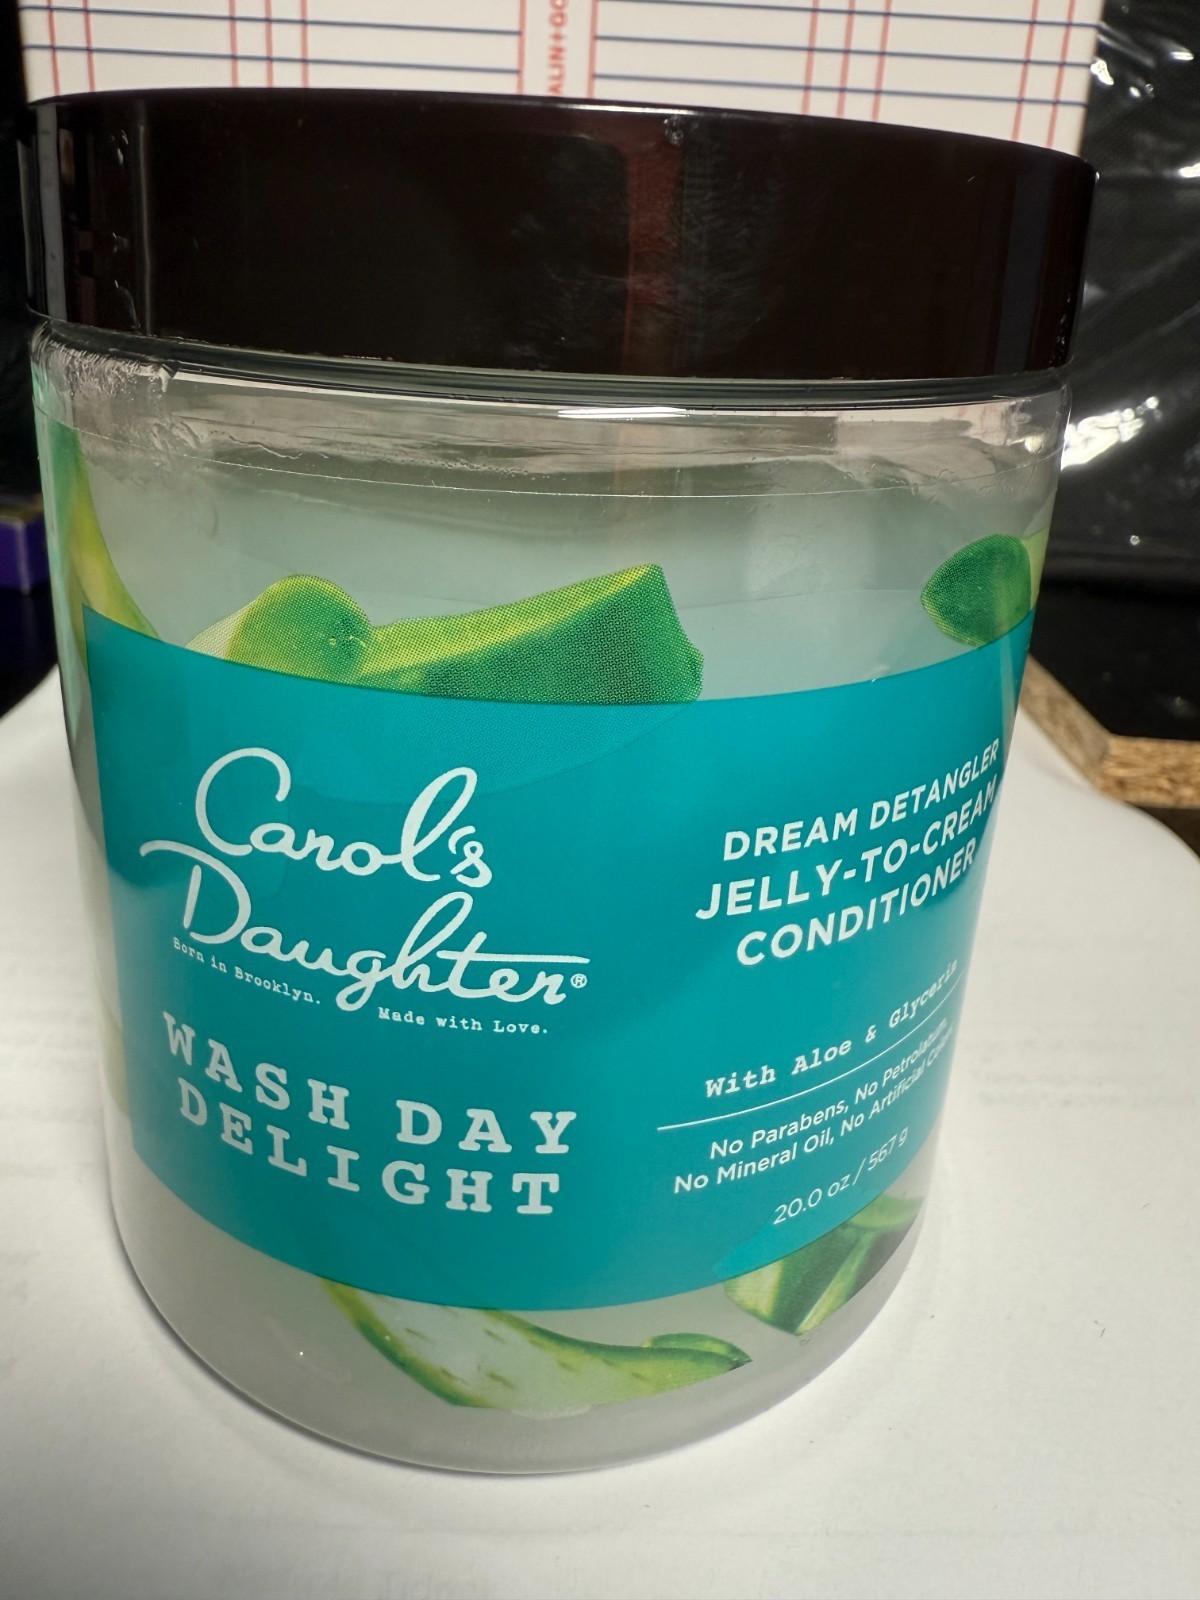 Carol's
Daughter®
Born in Brooklyn.
Made with Love.
WASH DAY
DELIGHT
DREAM DETANGLER
JELLY-TO-CREAM
CONDITIONER
With Aloe & Glycerin
No Parabens, No Petrolatum,
No Mineral Oil, No Artificial
20.0 oz / 567 g